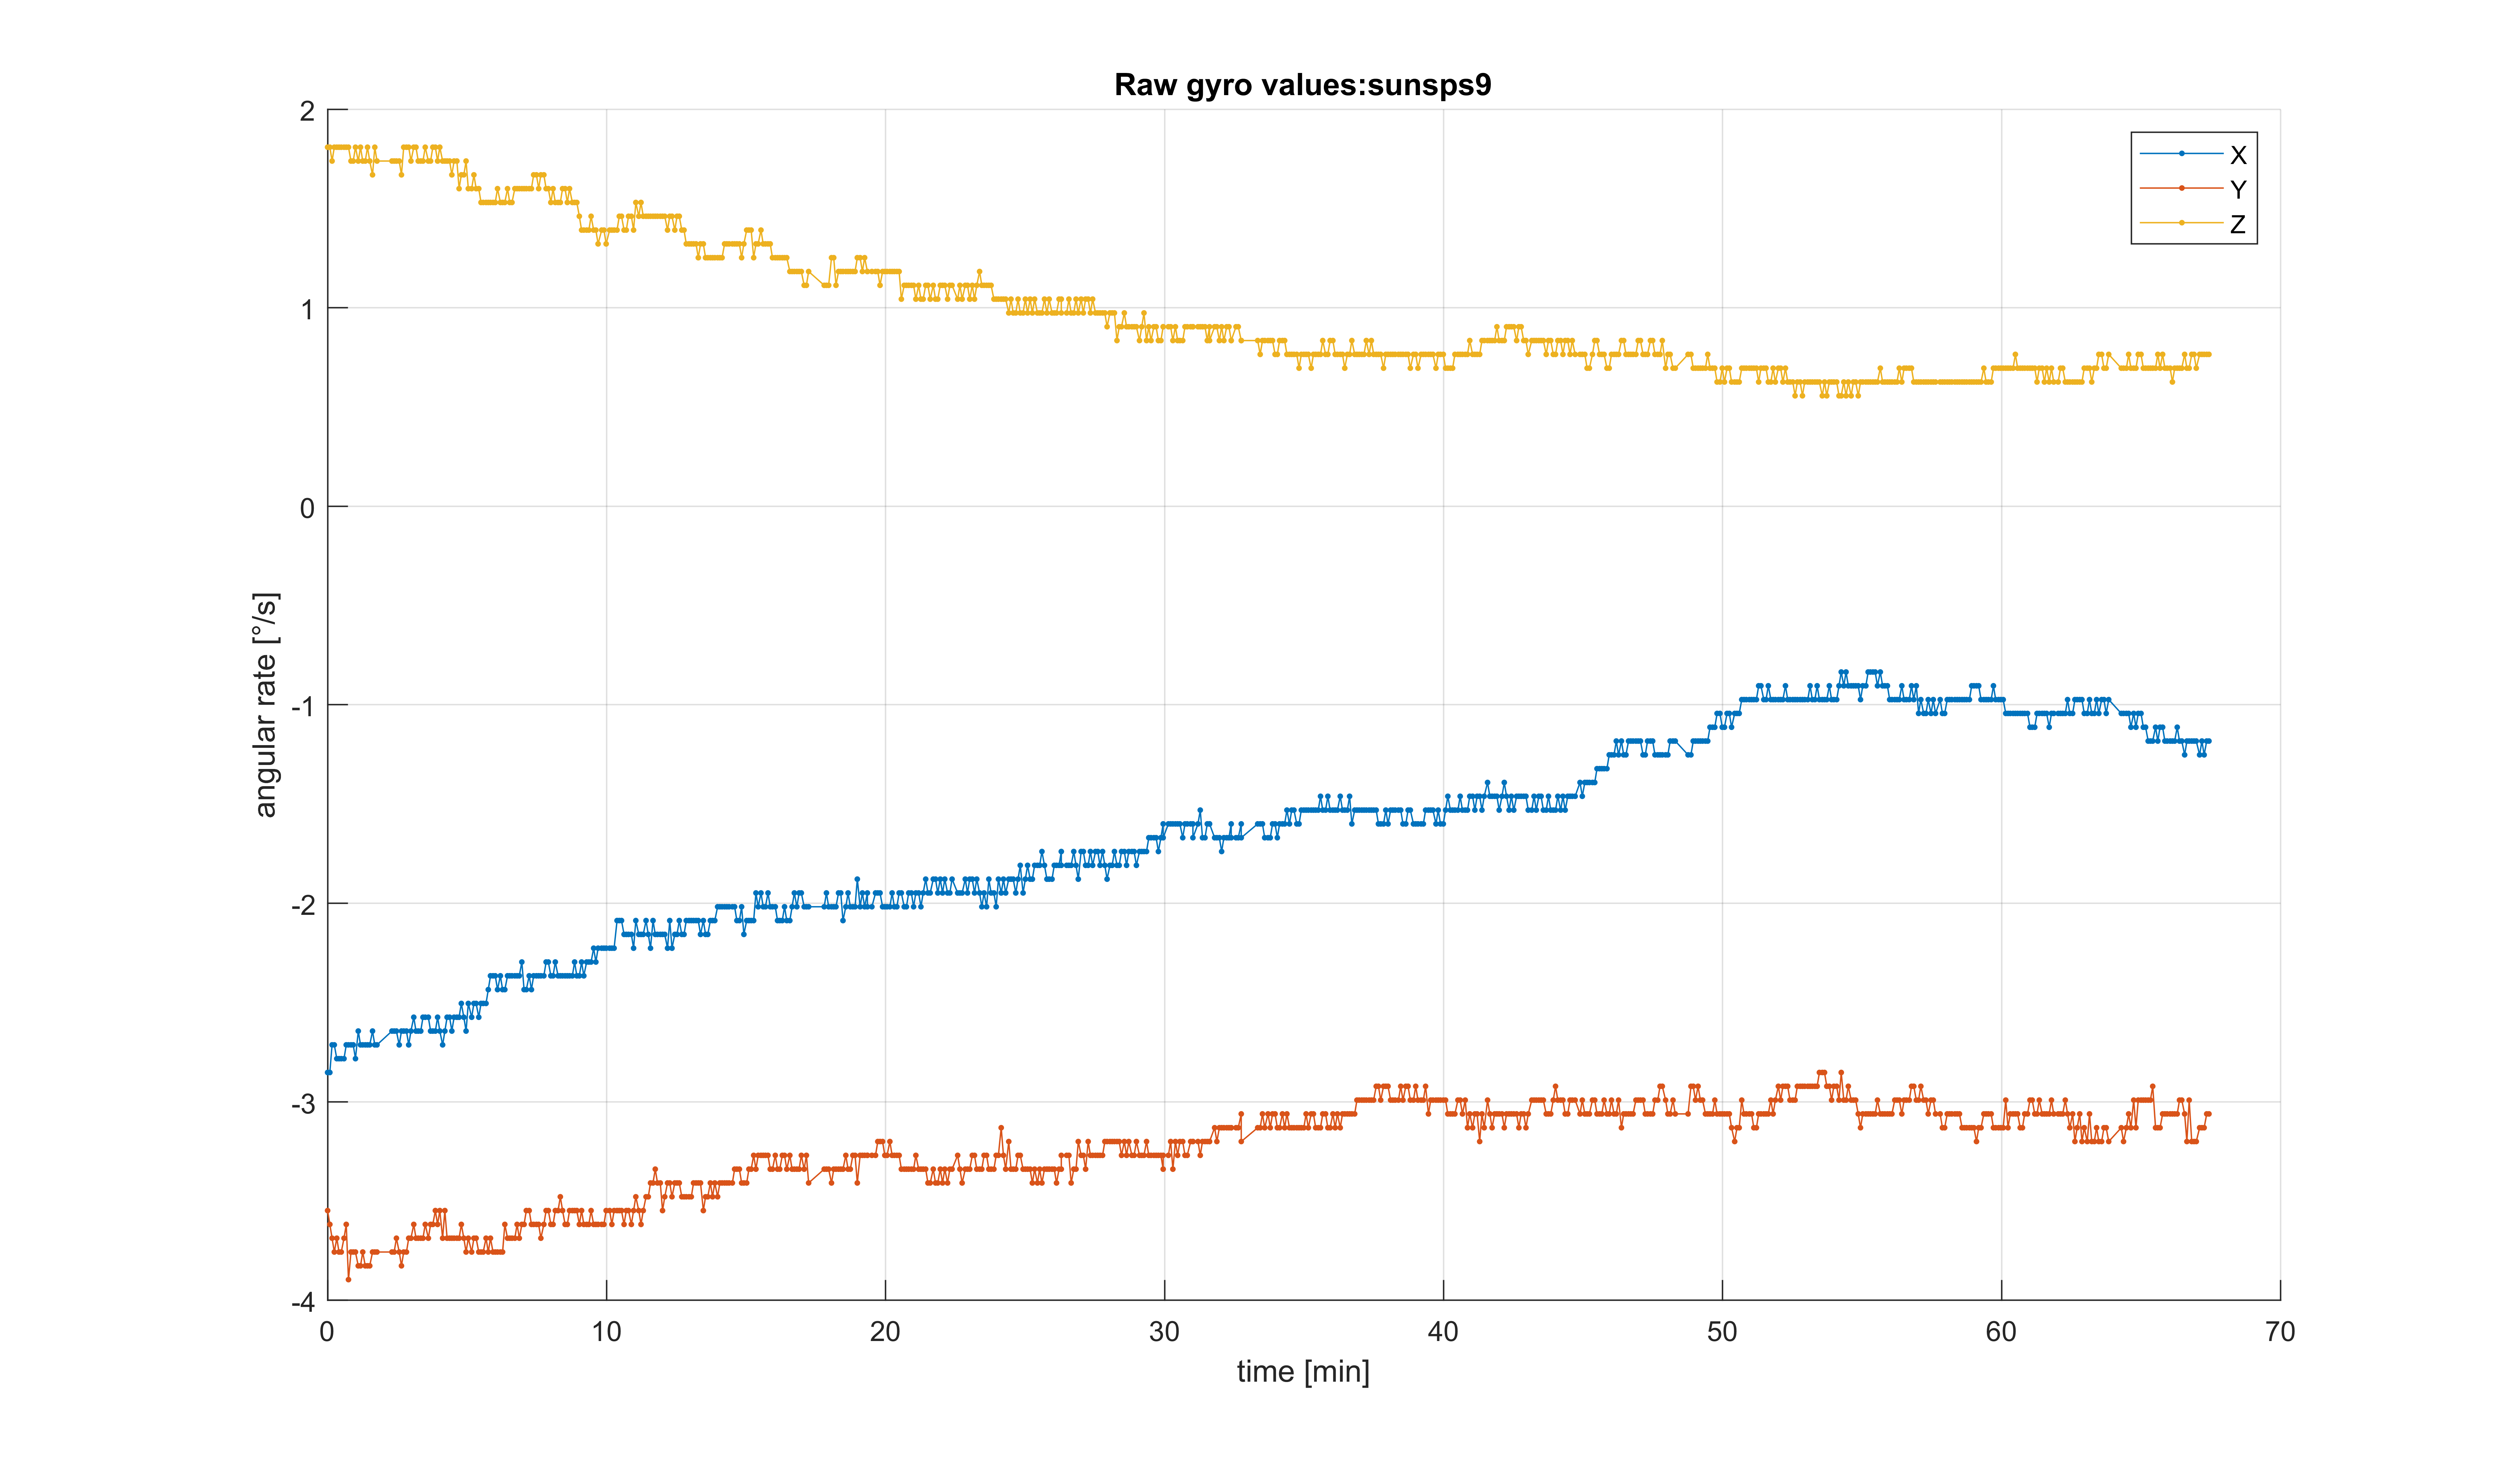 Raw gyro values:sunsps9
X
Y
Z
2
1
0
-1
-2
-3
-4
angular rate [°/s]
0 10 20 30 40 50 60 70
time [min]